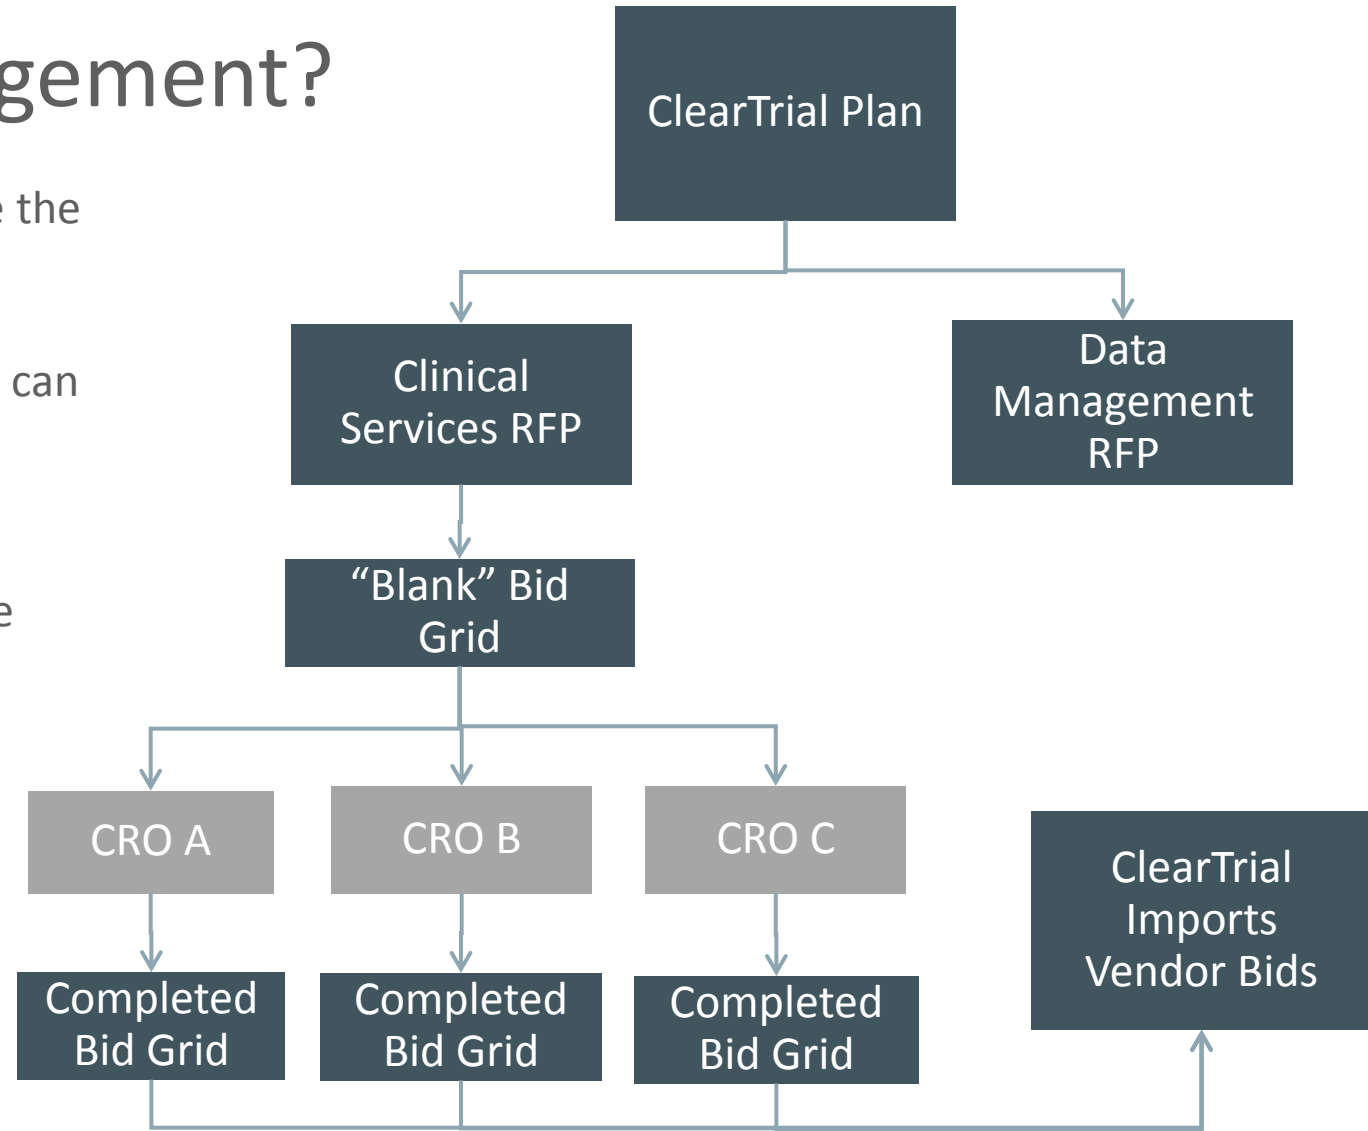 gement?
e the
can
e
ClearTrial Plan
Clinical
Services RFP
Data
Management
RFP
“Blank” Bid
Grid
CRO A
CRO B
CRO C
Completed
Bid Grid
Completed
Bid Grid
Completed
Bid Grid
ClearTrial
Imports
Vendor Bids